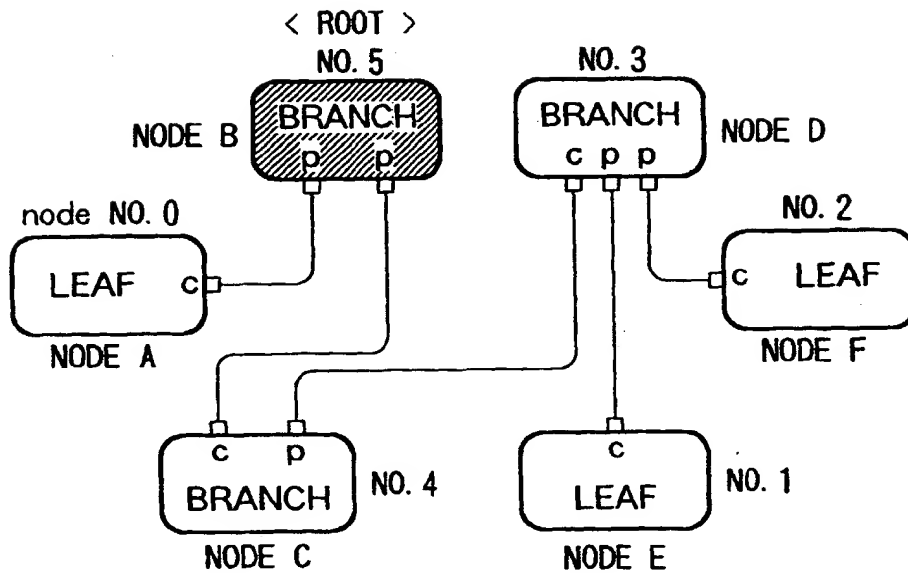 < ROOT >
NO. 5
BRANCH
p p
NODE B
NO. 3
BRANCH
c p p
NODE D
node NO. 0
LEAF c
NODE A
NO. 2
c LEAF
NODE F
c p
BRANCH
NO. 4
NODE C
c
LEAF
NO. 1
NODE E